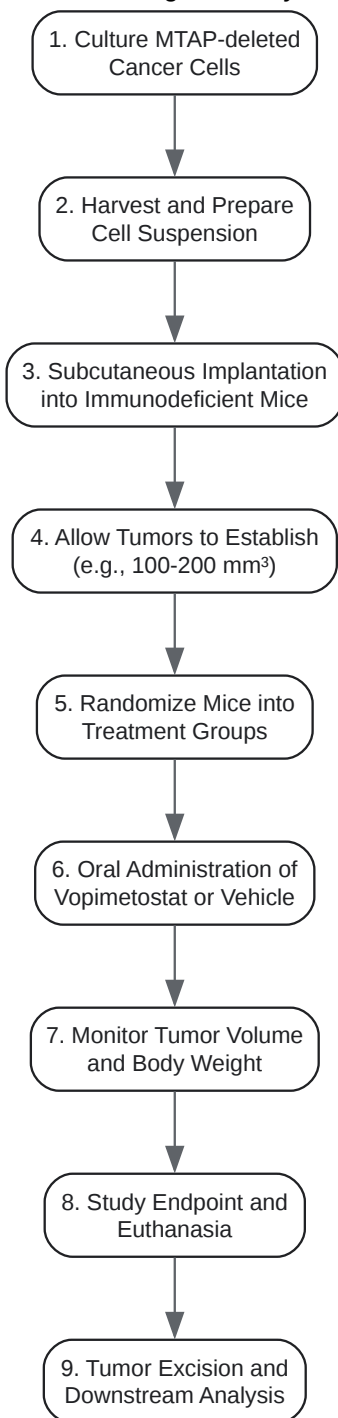 1. Culture MTAP-deleted
Cancer Cells
2. Harvest and Prepare
Cell Suspension
3. Subcutaneous Implantation
into Immunodeficient Mice
4. Allow Tumors to Establish
(e.g., 100-200 mm³)
5. Randomize Mice into
Treatment Groups
6. Oral Administration of
Vopimetostat or Vehicle
7. Monitor Tumor Volume
and Body Weight
8. Study Endpoint and
Euthanasia
9. Tumor Excision and
Downstream Analysis